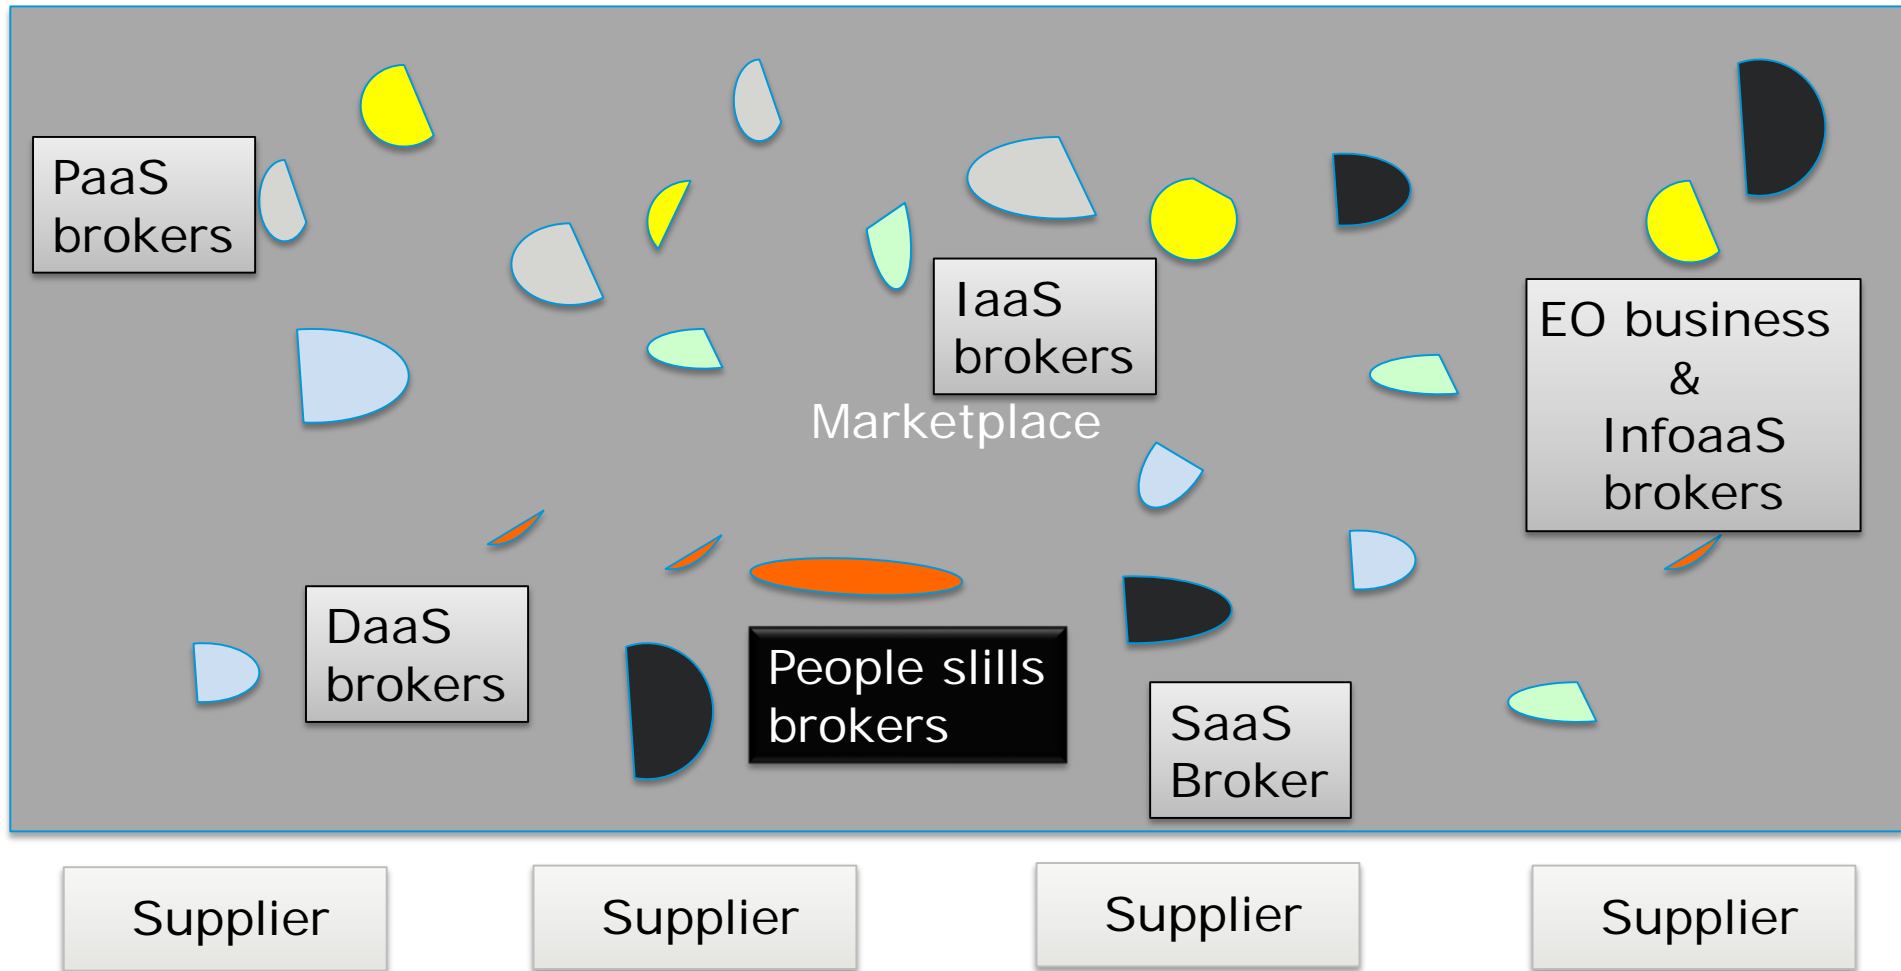 PaaS
brokers
IaaS
brokers
EO business
&
InfoaaS
brokers
Marketplace
DaaS
brokers
People slills
brokers
SaaS
Broker
Supplier
Supplier
Supplier
Supplier